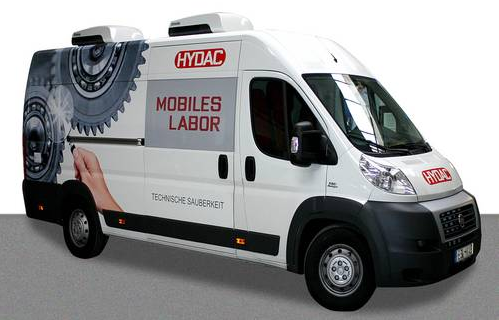 HYDAC
MOBILES
LABOR
TECHNISCHE SAUBERKEIT
HYDAC